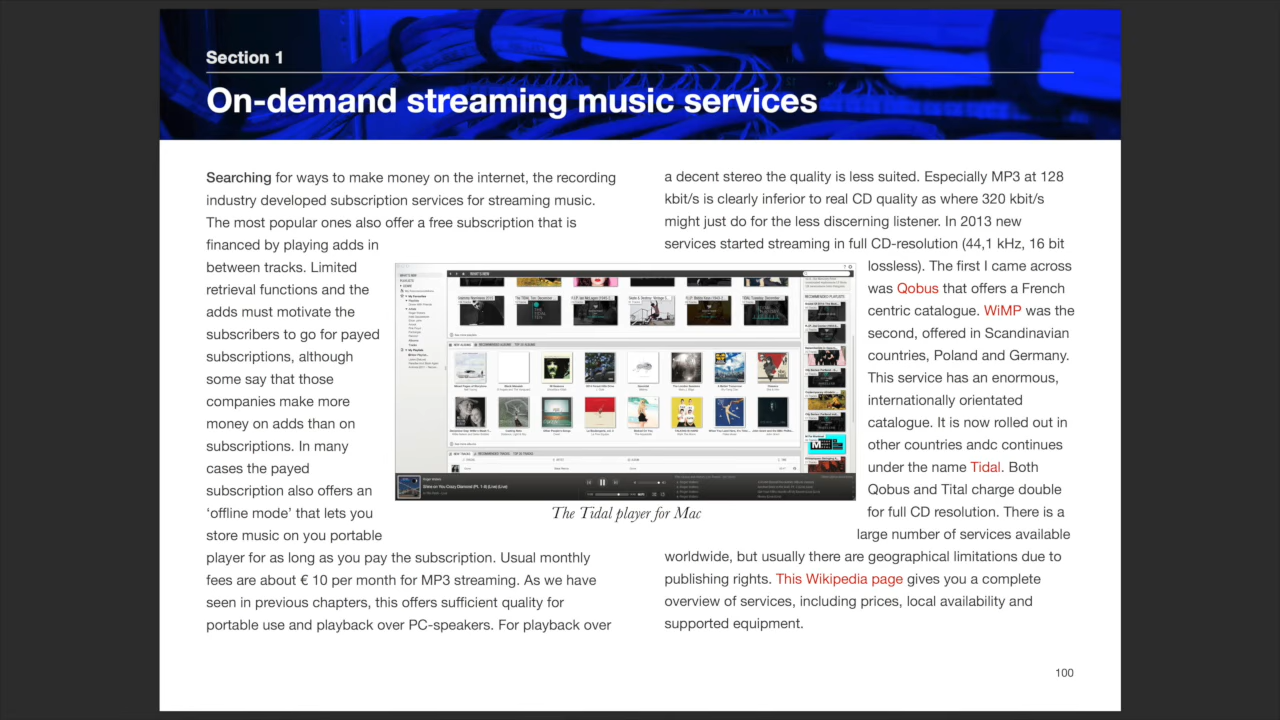 Section 1
On-demand streaming music services
Searching for ways to make money on the internet, the recording
industry developed subscription services for streaming music.
The most popular ones also offer a free subscription that is
financed by playing adds in
between tracks. Limited
retrieval functions and the
adds must motivate the
subscribers to go for payed
subscriptions, although
some say that those
companies make more
money on adds than on
subscriptions. In many
cases the payed
subscription also offers an
‘offline mode’ that lets you
store music on you portable
player for as long as you pay the subscription. Usual monthly
fees are about € 10 per month for MP3 streaming. As we have
seen in previous chapters, this offers sufficient quality for
portable use and playback over PC-speakers. For playback over
WHAT'S NEW
The Tidal player for Mac
a decent stereo the quality is less suited. Especially MP3 at 128
kbit/s is clearly inferior to real CD quality as where 320 kbit/s
might just do for the less discerning listener. In 2013 new
services started streaming in full CD-resolution (44,1 kHz, 16 bit
lossless). The first I came across
was Qobus that offers a French
centric catalogue. WiMP was the
second, offered in Scandinavian
countries, Poland and Germany.
This service has an enormous,
internationally orientated
catalogue, has now rolled out in
other countries ando continues
under the name Tidal. Both
Qobus and Tital charge double
for full CD resolution. There is a
large number of services available
worldwide, but usually there are geographical limitations due to
publishing rights. This Wikipedia page gives you a complete
overview of services, including prices, local availability and
supported equipment.
100